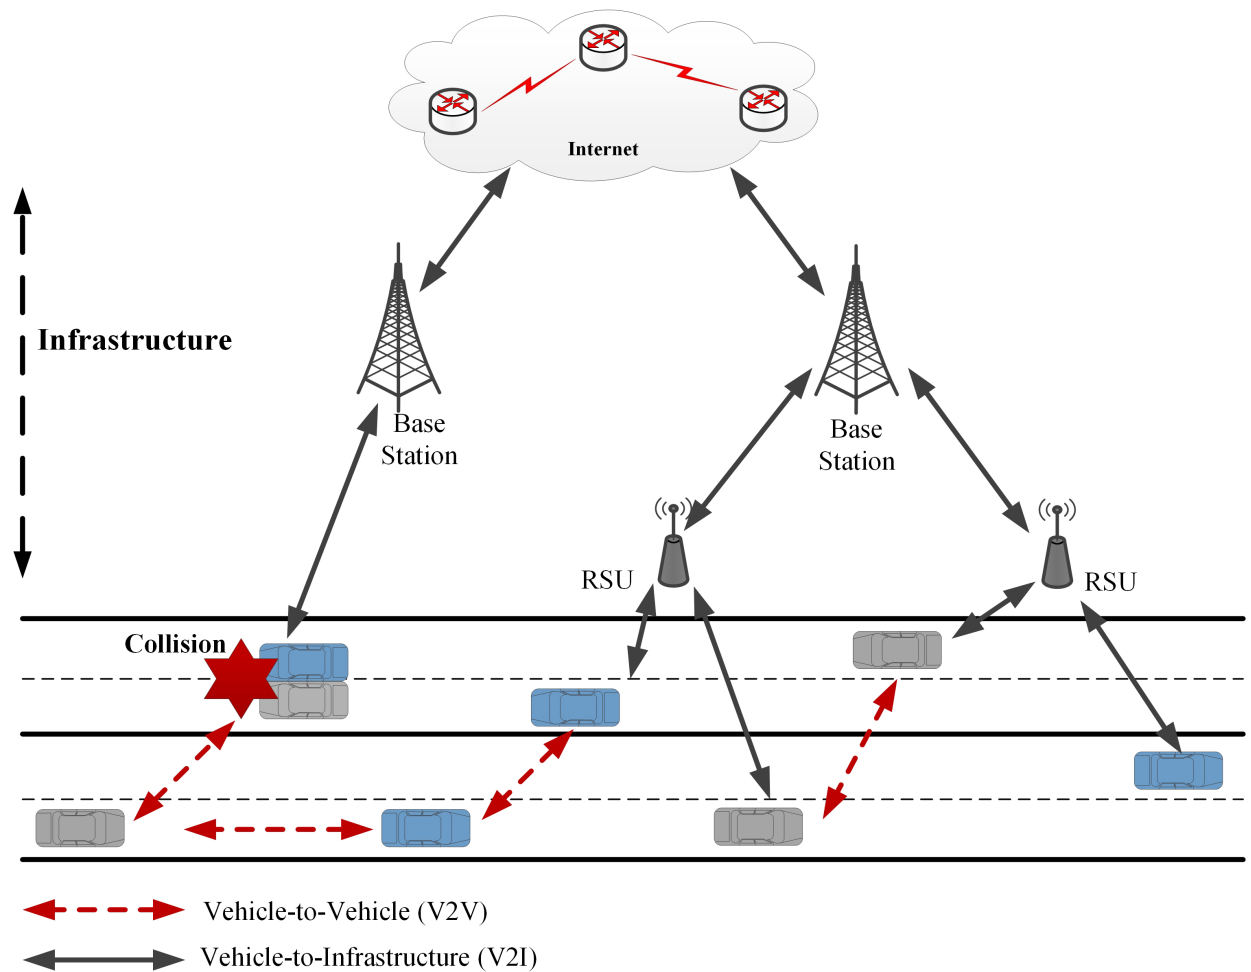 Internet
Infrastructure
Base
Station
Base
Station
RSU
RSU
Collision
Vehicle-to-Vehicle (V2V)
Vehicle-to-Infrastructure (V2I)